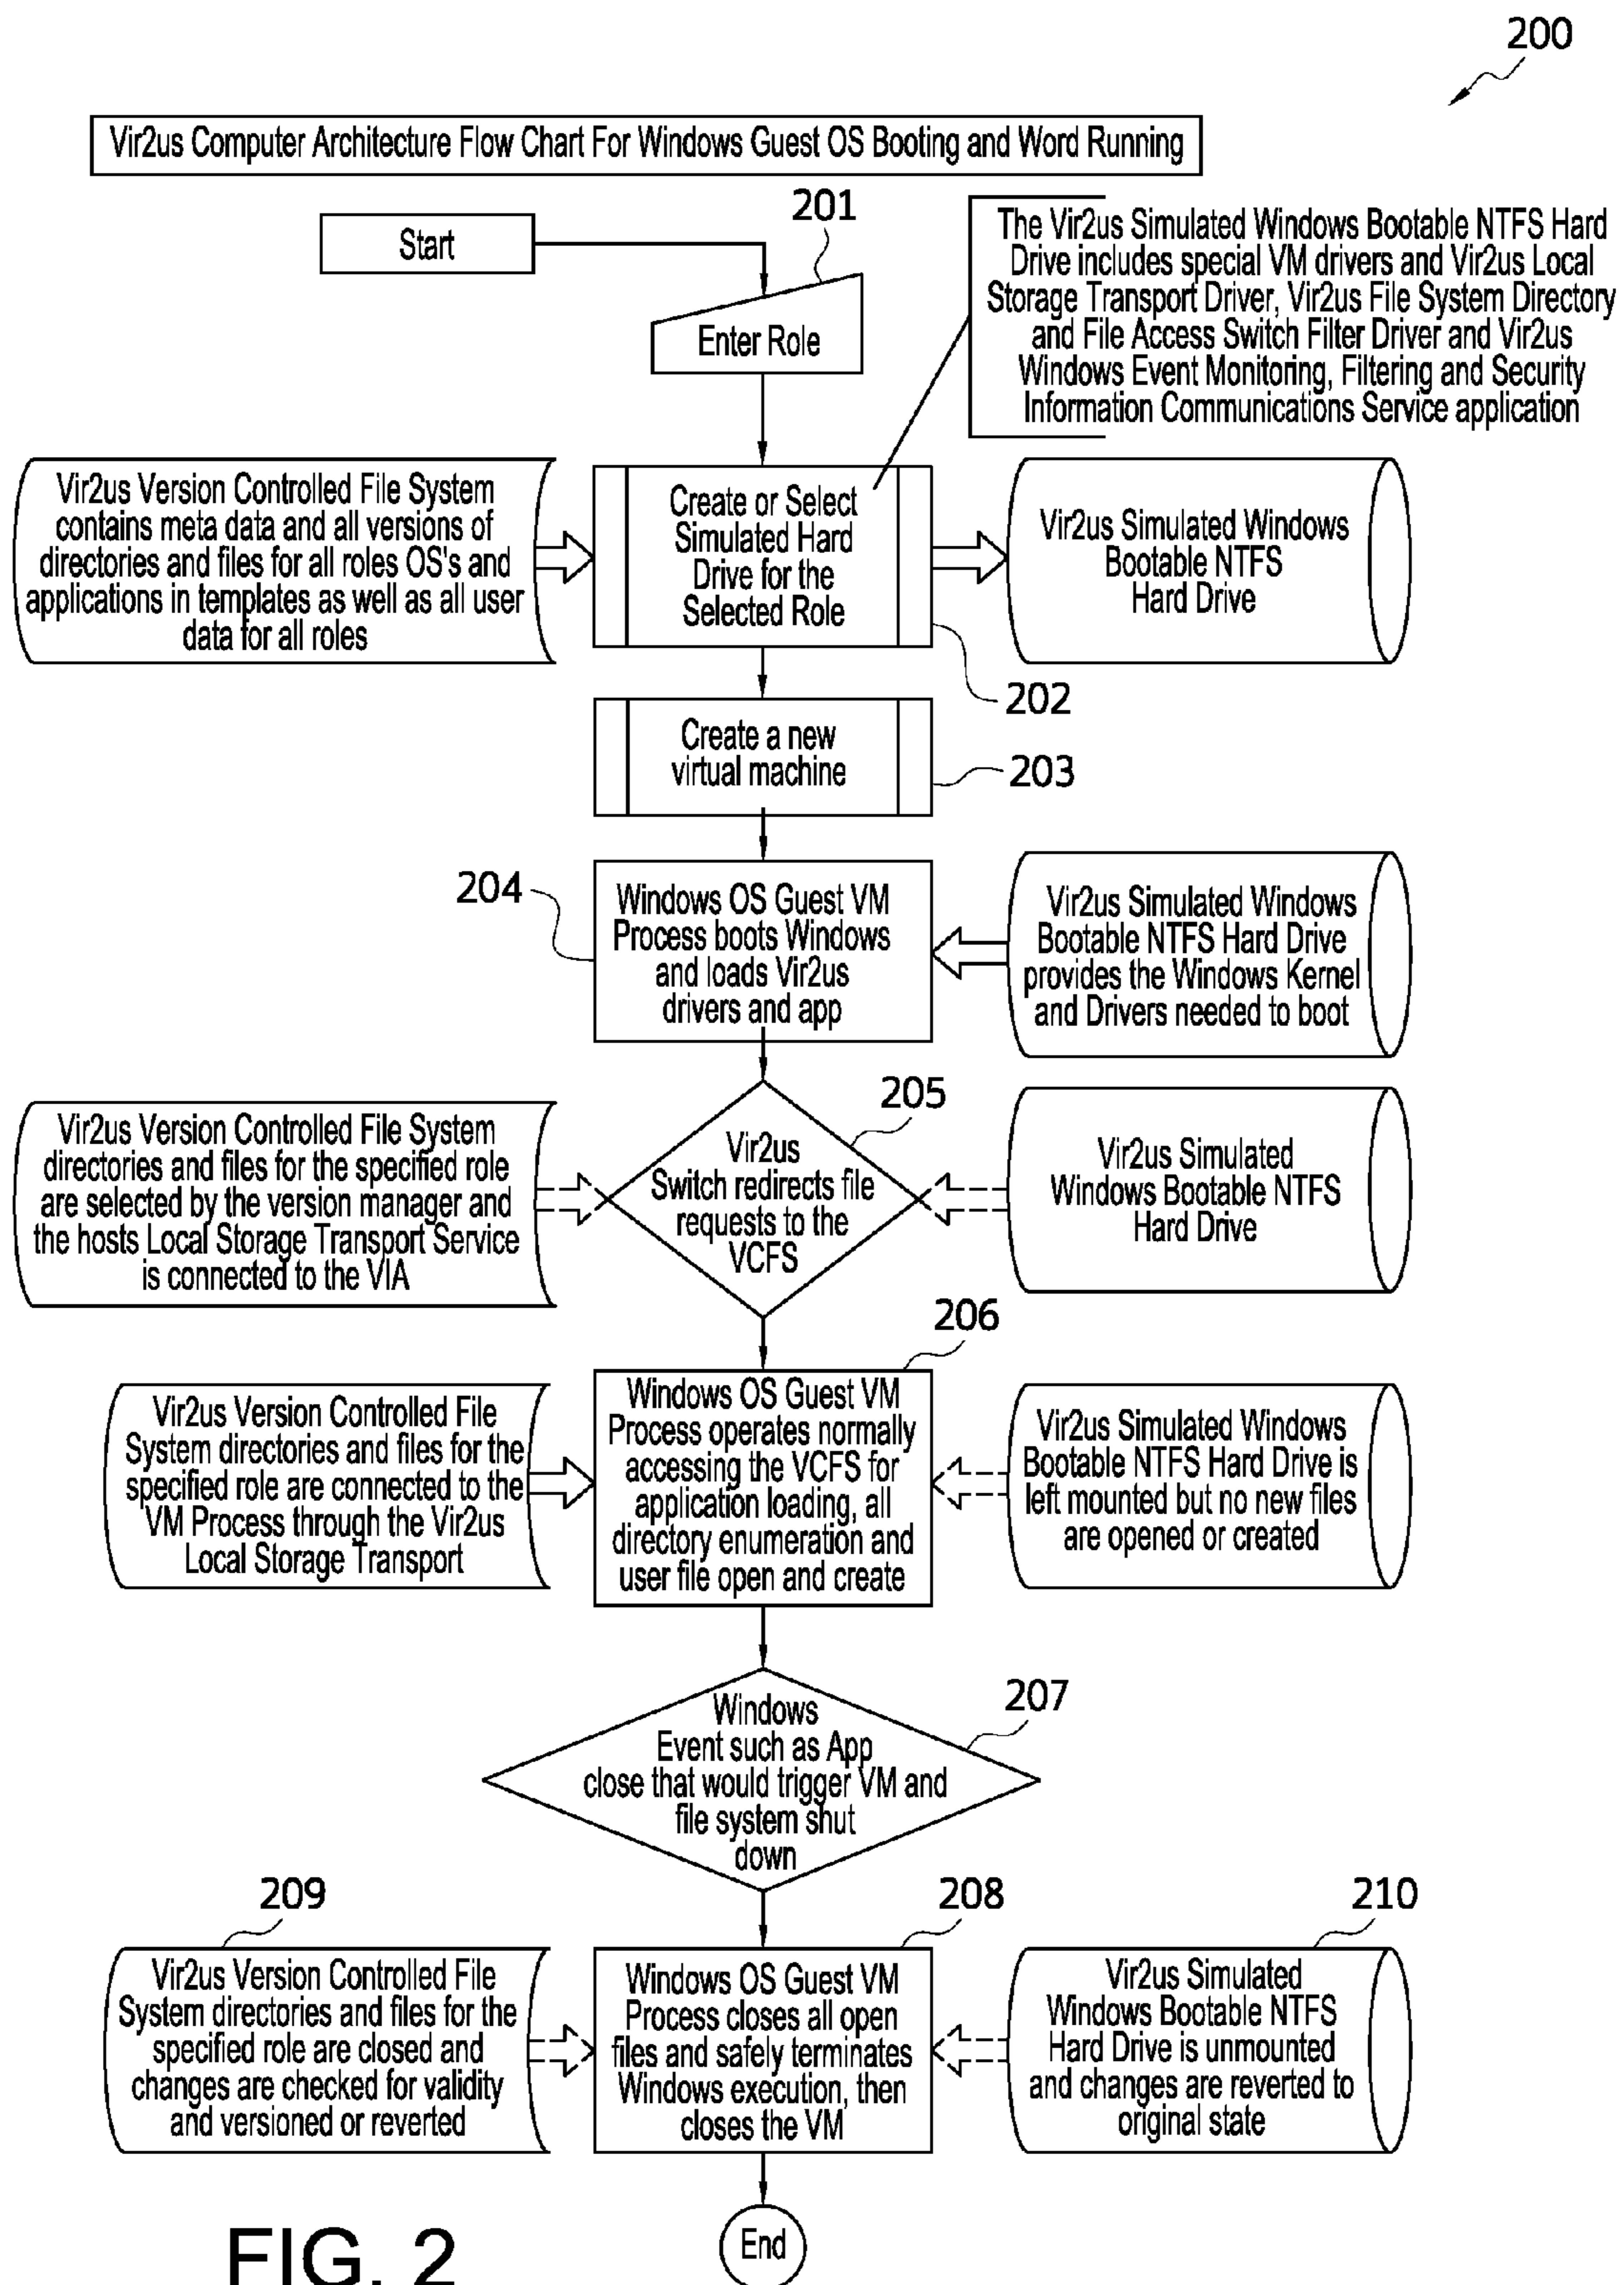 200
Vir2us Computer Architecture Flow Chart For Windows Guest OS Booting and Word Running
Start
201
Enter Role
The Vir2us Simulated Windows Bootable NTFS Hard
Drive includes special VM drivers and Vir2us Local
Storage Transport Driver, Vir2us File System Directory
and File Access Switch Filter Driver and Vir2us
Windows Event Monitoring, Filtering and Security
Information Communications Service application
Vir2us Version Controlled File System
contains meta data and all versions of
directories and files for all roles OS's and
applications in templates as well as all user
data for all roles
Create or Select
Simulated Hard
Drive for the
Selected Role
Vir2us Simulated Windows
Bootable NTFS
Hard Drive
202
Create a new
virtual machine
203
204
Windows OS Guest VM
Process boots Windows
and loads Vir2us
drivers and app
Vir2us Simulated Windows
Bootable NTFS Hard Drive
provides the Windows Kernel
and Drivers needed to boot
205
Vir2us Version Controlled File System
directories and files for the specified role
are selected by the version manager and
the hosts Local Storage Transport Service
is connected to the VIA
Vir2us
Switch redirects file
requests to the
VCFS
Vir2us Simulated
Windows Bootable NTFS
Hard Drive
206
Vir2us Version Controlled File
System directories and files for the
specified role are connected to the
VM Process through the Vir2us
Local Storage Transport
Windows OS Guest VM
Process operates normally
accessing the VCFS for
application loading, all
directory enumeration and
user file open and create
Vir2us Simulated Windows
Bootable NTFS Hard Drive is
left mounted but no new files
are opened or created
207
Windows
Event such as App
close that would trigger VM and
file system shut
down
209
208
210
Vir2us Version Controlled File
System directories and files for the
specified role are closed and
changes are checked for validity
and versioned or reverted
Windows OS Guest VM
Process closes all open
files and safely terminates
Windows execution, then
closes the VM
Vir2us Simulated
Windows Bootable NTFS
Hard Drive is unmounted
and changes are reverted to
original state
End
FIG. 2